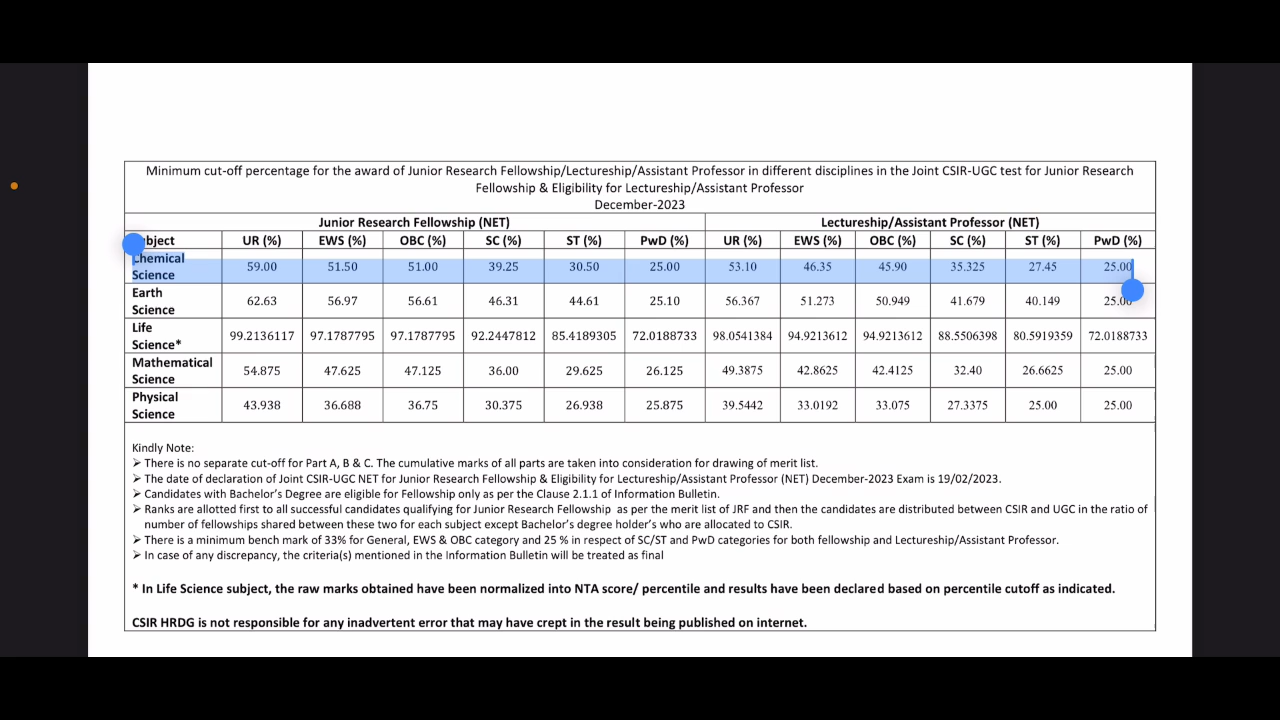 Minimum cut-off percentage for the award of Junior Research Fellowship/Lectureship/Assistant Professor in different disciplines in the Joint CSIR-UGC test for Junior Research
Fellowship & Eligibility for Lectureship/Assistant Professor
December-2023
Junior Research Fellowship (NET) Lectureship/Assistant Professor (NET)
bject UR (%) EWS (%) OBC (%) SC (%) ST (%) PwD (%) UR (%) EWS (%) OBC (%) SC (%) ST (%) PwD (%)
Chemical
Science 59.00 51.50 51.00 39.25 30.50 25.00 53.10 46.35 45.90 35.325 27.45 25.00
Earth
Science 62.63 56.97 56.61 46.31 44.61 25.10 56.367 51.273 50.949 41.679 40.149 25.00
Life
Science* 99.2136117 97.1787795 97.1787795 92.2447812 85.4189305 72.0188733 98.0541384 94.9213612 94.9213612 88.5506398 80.5919359 72.0188733
Mathematical
Science 54.875 47.625 47.125 36.00 29.625 26.125 49.3875 42.8625 42.4125 32.40 26.6625 25.00
Physical
Science 43.938 36.688 36.75 30.375 26.938 25.875 39.5442 33.0192 33.075 27.3375 25.00 25.00
Kindly Note:
➢ There is no separate cut-off for Part A, B & C. The cumulative marks of all parts are taken into consideration for drawing of merit list.
➢ The date of declaration of Joint CSIR-UGC NET for Junior Research Fellowship & Eligibility for Lectureship/Assistant Professor (NET) December-2023 Exam is 19/02/2023.
➢ Candidates with Bachelor's Degree are eligible for Fellowship only as per the Clause 2.1.1 of Information Bulletin.
➢ Ranks are allotted first to all successful candidates qualifying for Junior Research Fellowship as per the merit list of JRF and then the candidates are distributed between CSIR and UGC in the ratio of
number of fellowships shared between these two for each subject except Bachelor's degree holder's who are allocated to CSIR.
➢ There is a minimum bench mark of 33% for General, EWS & OBC category and 25 % in respect of SC/ST and PwD categories for both fellowship and Lectureship/Assistant Professor.
➢ In case of any discrepancy, the criteria(s) mentioned in the Information Bulletin will be treated as final
* In Life Science subject, the raw marks obtained have been normalized into NTA score/ percentile and results have been declared based on percentile cutoff as indicated.
CSIR HRDG is not responsible for any inadvertent error that may have crept in the result being published on internet.